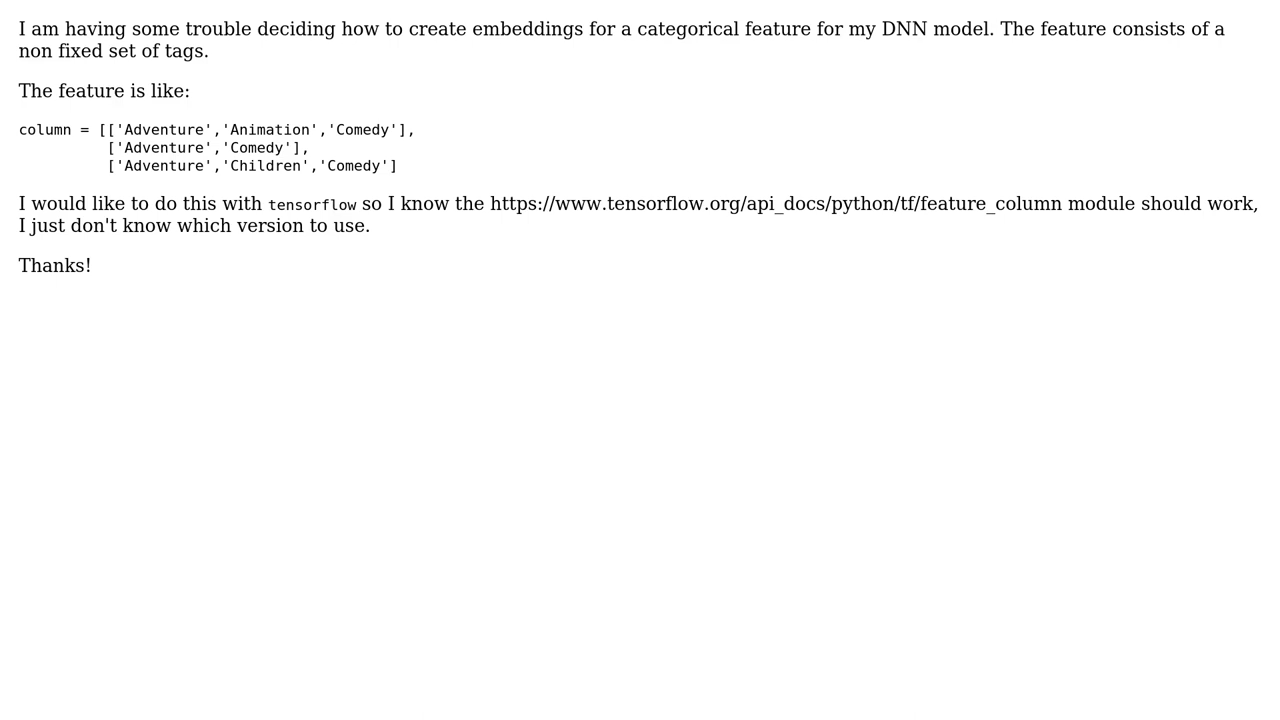 I am having some trouble deciding how to create embeddings for a categorical feature for my DNN model. The feature consists of a
non fixed set of tags.
The feature is like:
column = [['Adventure','Animation','Comedy'],
          ['Adventure','Comedy'],
          ['Adventure','Children','Comedy']
I would like to do this with tensorflow so I know the https://www.tensorflow.org/api_docs/python/tf/feature_column module should work,
I just don't know which version to use.
Thanks!